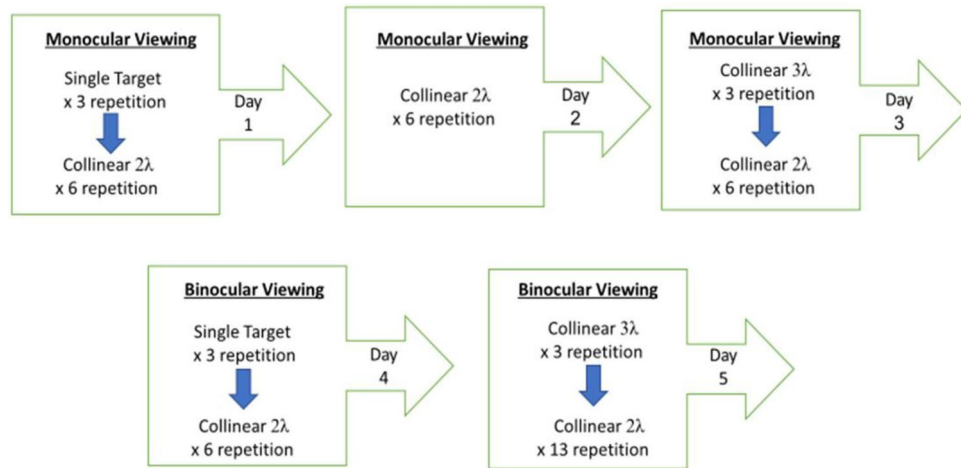 Monocular Viewing
Single Target
x 3 repetition
Collinear 2λ
x 6 repetition
Day
1
Monocular Viewing
Collinear 2λ
x 6 repetition
Day
2
Monocular Viewing
Collinear 3λ
x 3 repetition
Collinear 2λ
x 6 repetition
Day
3
Binocular Viewing
Single Target
x 3 repetition
Collinear 2λ
x 6 repetition
Day
4
Binocular Viewing
Collinear 3λ
x 3 repetition
Collinear 2λ
x 13 repetition
Day
5